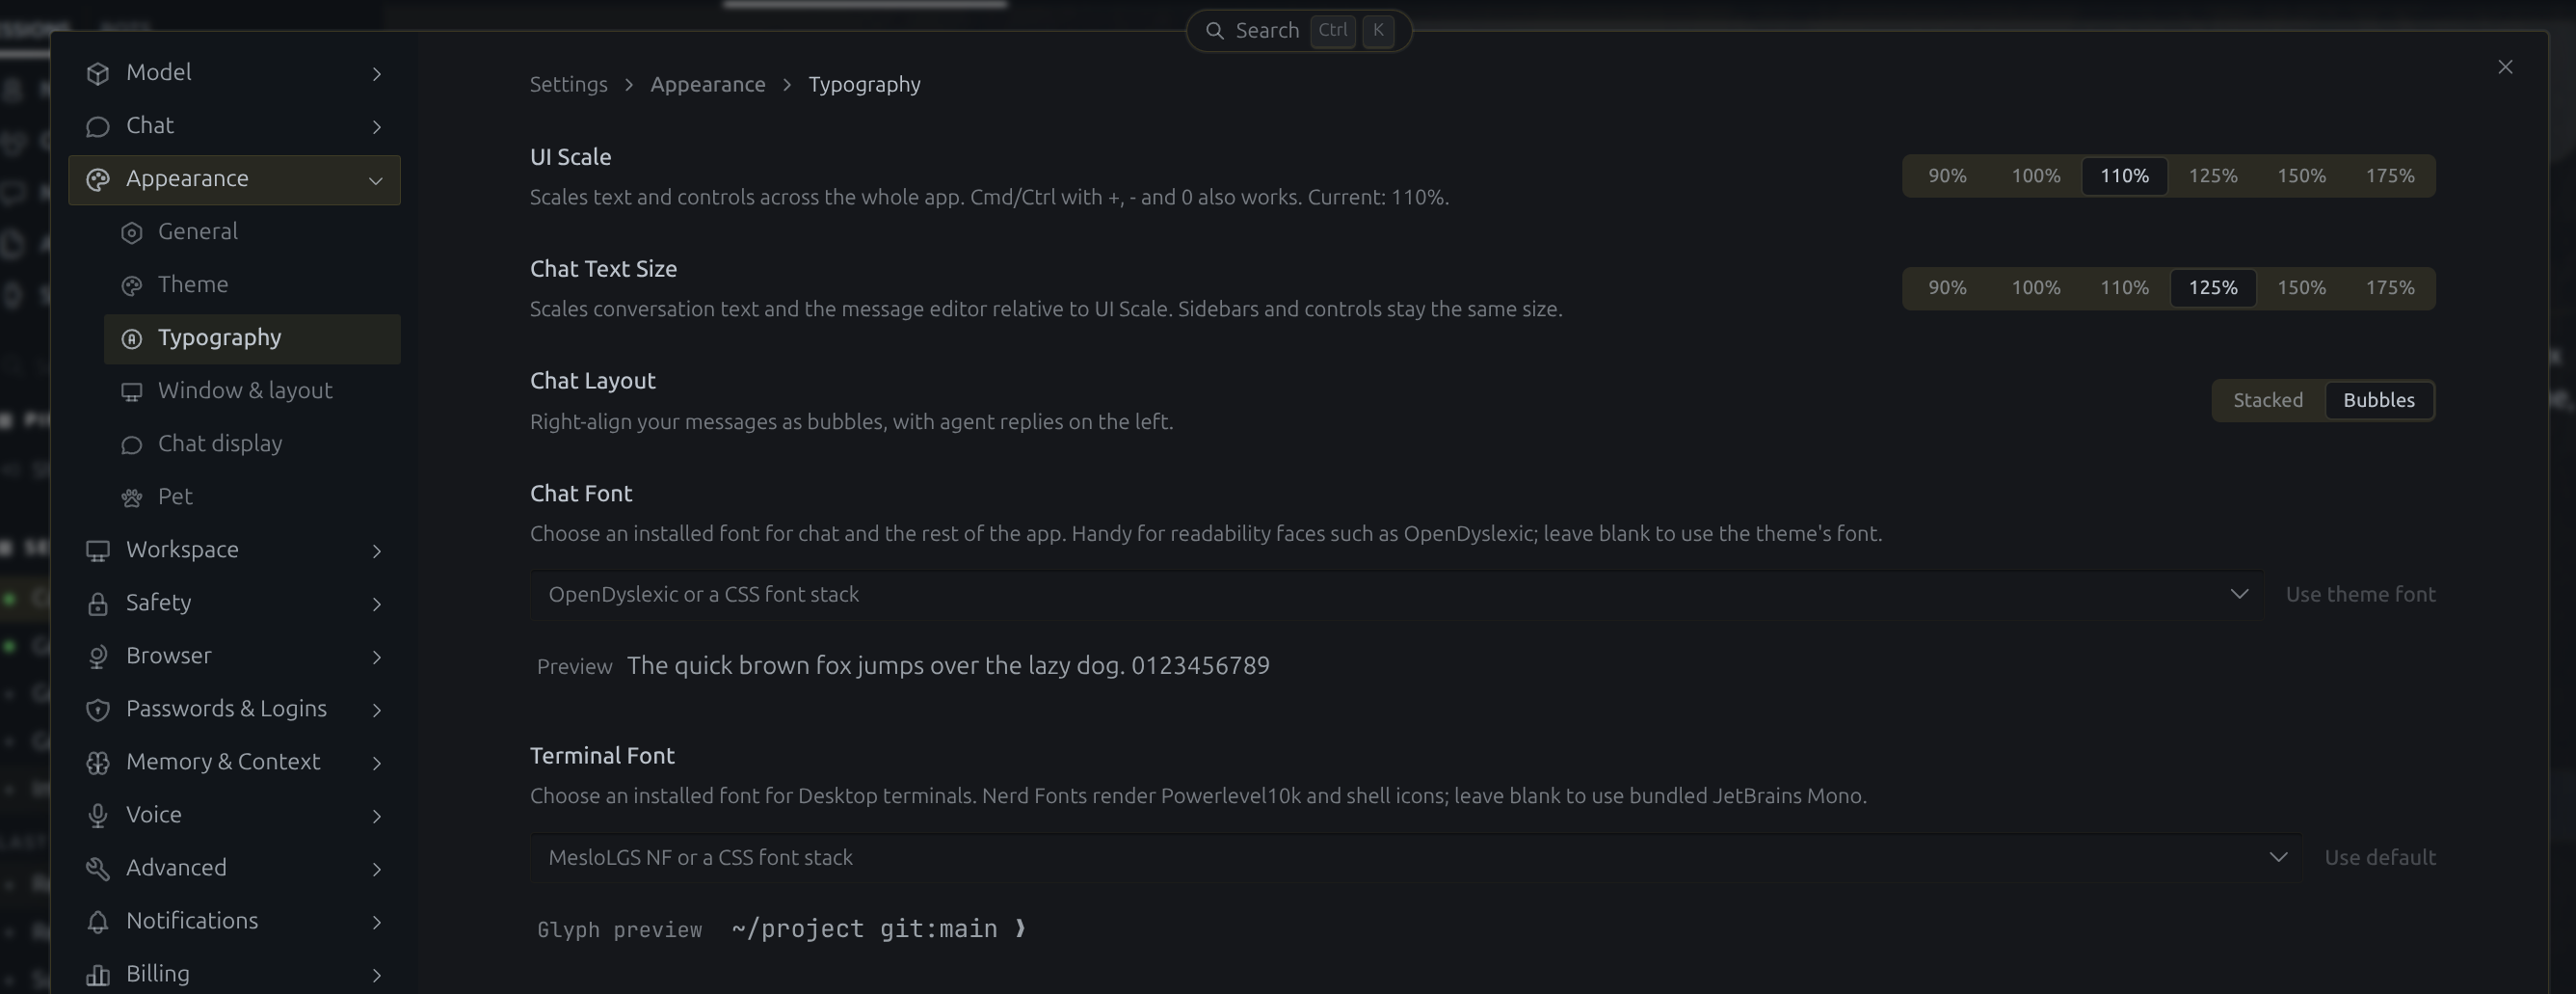 Search Ctrl K
Model
Chat
Appearance
General
Theme
Typography
Window & layout
Chat display
Pet
Workspace
Safety
Browser
Passwords & Logins
Memory & Context
Voice
Advanced
Notifications
Billing
Settings > Appearance > Typography
UI Scale
Scales text and controls across the whole app. Cmd/Ctrl with +, - and 0 also works. Current: 110%.
90% 100% 110% 125% 150% 175%
Chat Text Size
Scales conversation text and the message editor relative to UI Scale. Sidebars and controls stay the same size.
90% 100% 110% 125% 150% 175%
Chat Layout
Right-align your messages as bubbles, with agent replies on the left.
Stacked Bubbles
Chat Font
Choose an installed font for chat and the rest of the app. Handy for readability faces such as OpenDyslexic; leave blank to use the theme's font.
OpenDyslexic or a CSS font stack
Use theme font
Preview The quick brown fox jumps over the lazy dog. 0123456789
Terminal Font
Choose an installed font for Desktop terminals. Nerd Fonts render Powerlevel10k and shell icons; leave blank to use bundled JetBrains Mono.
MesloLGS NF or a CSS font stack
Use default
Glyph preview ~/project git:main ❯